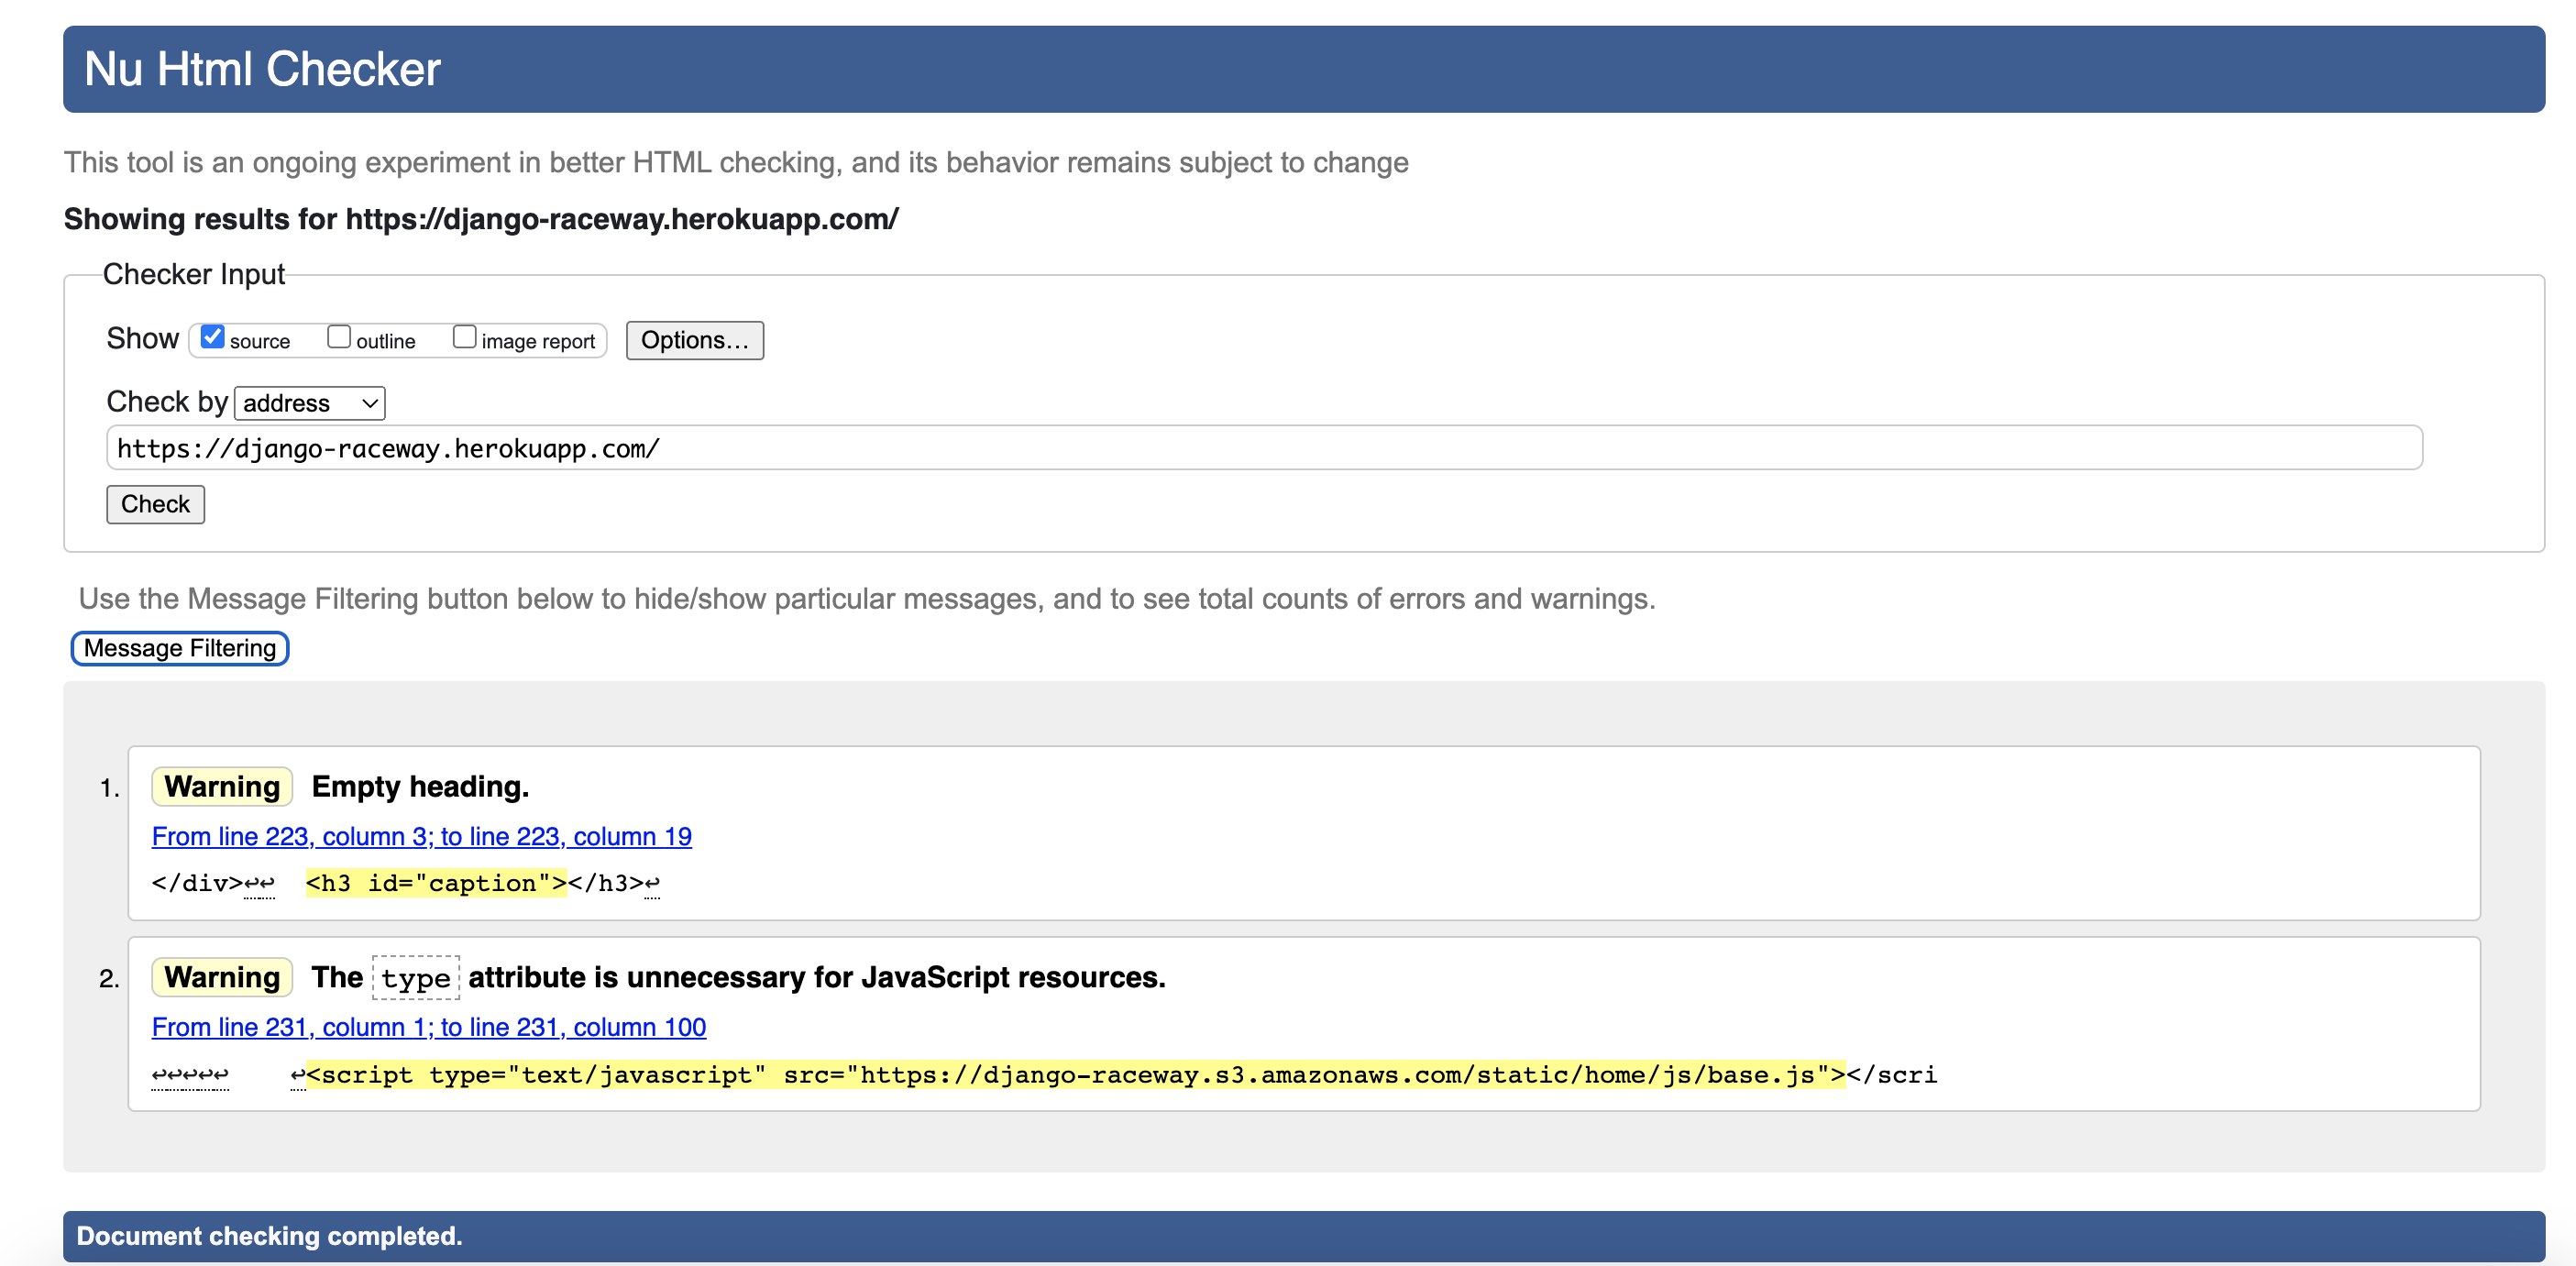 Nu Html Checker
This tool is an ongoing experiment in better HTML checking, and its behavior remains subject to change
Showing results for https://django-raceway.herokuapp.com/
Checker Input
Show source outline image report Options...
Check by address
https://django-raceway.herokuapp.com/
Check
Use the Message Filtering button below to hide/show particular messages, and to see total counts of errors and warnings.
Message Filtering
1. Warning Empty heading.
From line 223, column 3; to line 223, column 19
</div>↩↩ <h3 id="caption"></h3>↩
2. Warning The type attribute is unnecessary for JavaScript resources.
From line 231, column 1; to line 231, column 100
↩↩↩↩↩ ↩<script type="text/javascript" src="https://django-raceway.s3.amazonaws.com/static/home/js/base.js"></scri
Document checking completed.